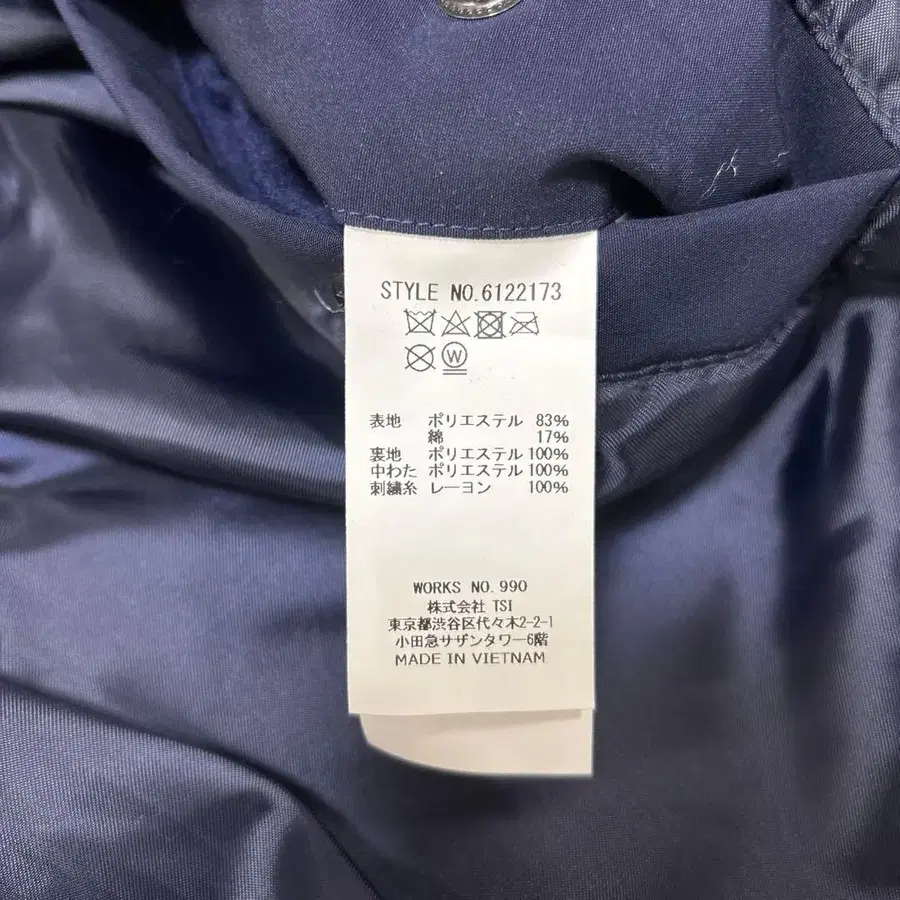 STYLE NO.6122173
W
表地 ポリエステル 83%
綿 17%
裏地 ポリエステル 100%
中わた ポリエステル 100%
刺繍糸 レーヨン 100%
WORKS NO.990
株式会社 TSI
東京都渋谷区代々木2-2-1
小田急サザンタワー6階
MADE IN VIETNAM